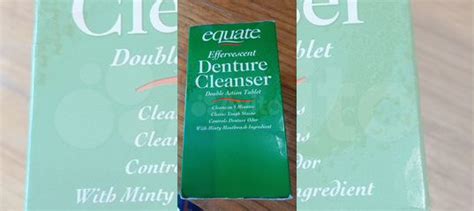 equate
Effervescent
Denture
Cleanser
Double Action Tablet
Cleans in 5 Minutes
Clears Tough Stains
Controls Denture Odor
With Minty Mouthwash Ingredient